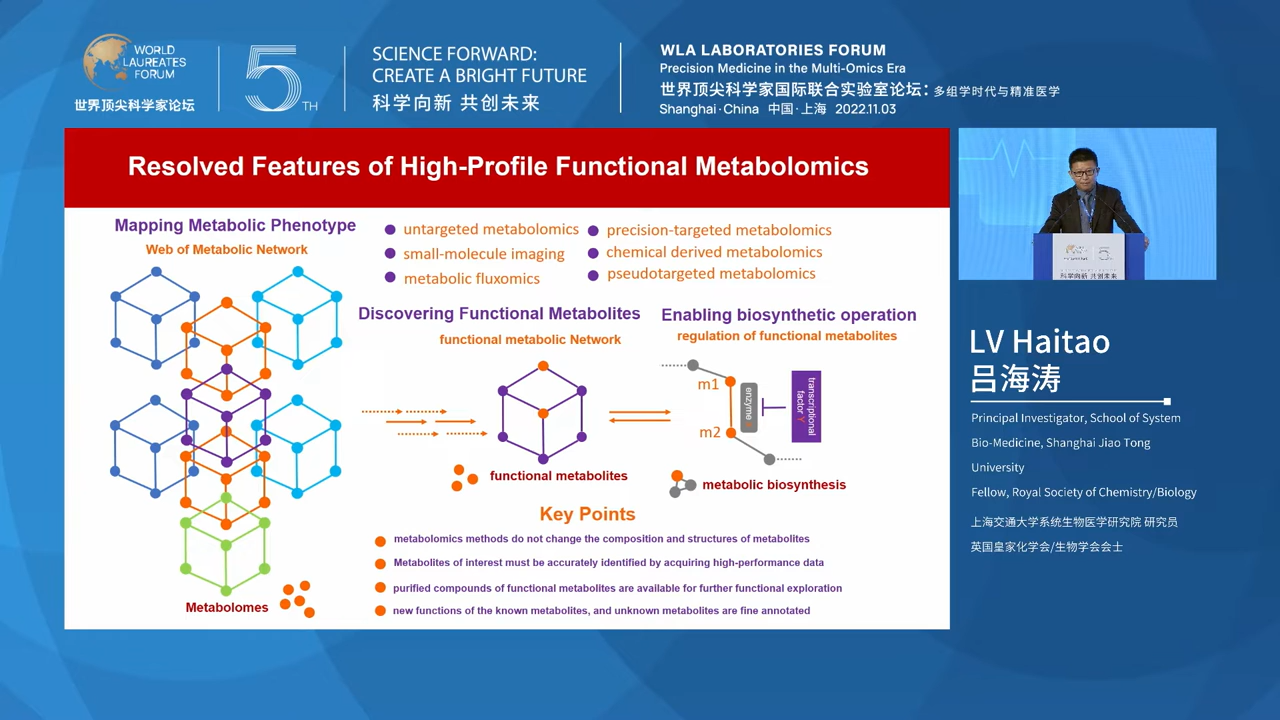 WORLD
LAUREATES
FORUM
世界顶尖科学家论坛
5TH
SCIENCE FORWARD:
CREATE A BRIGHT FUTURE
科学向新 共创未来
WLA LABORATORIES FORUM
Precision Medicine in the Multi-Omics Era
世界顶尖科学家国际联合实验室论坛：多组学时代与精准医学
Shanghai·China 中国·上海 2022.11.03
Resolved Features of High-Profile Functional Metabolomics
Mapping Metabolic Phenotype
Web of Metabolic Network
untargeted metabolomics
small-molecule imaging
metabolic fluxomics
precision-targeted metabolomics
chemical derived metabolomics
pseudotargeted metabolomics
Discovering Functional Metabolites
functional metabolic Network
functional metabolites
Enabling biosynthetic operation
regulation of functional metabolites
m1
m2
enzyme
transcriptional
factor Y
metabolic biosynthesis
Metabolomes
Key Points
metabolomics methods do not change the composition and structures of metabolites
Metabolites of interest must be accurately identified by acquiring high-performance data
purified compounds of functional metabolites are available for further functional exploration
new functions of the known metabolites, and unknown metabolites are fine annotated
科学向新 共创未来
LV Haitao
吕海涛
Principal Investigator, School of System
Bio-Medicine, Shanghai Jiao Tong
University
Fellow, Royal Society of Chemistry/Biology
上海交通大学系统生物医学研究院 研究员
英国皇家化学会/生物学会会士